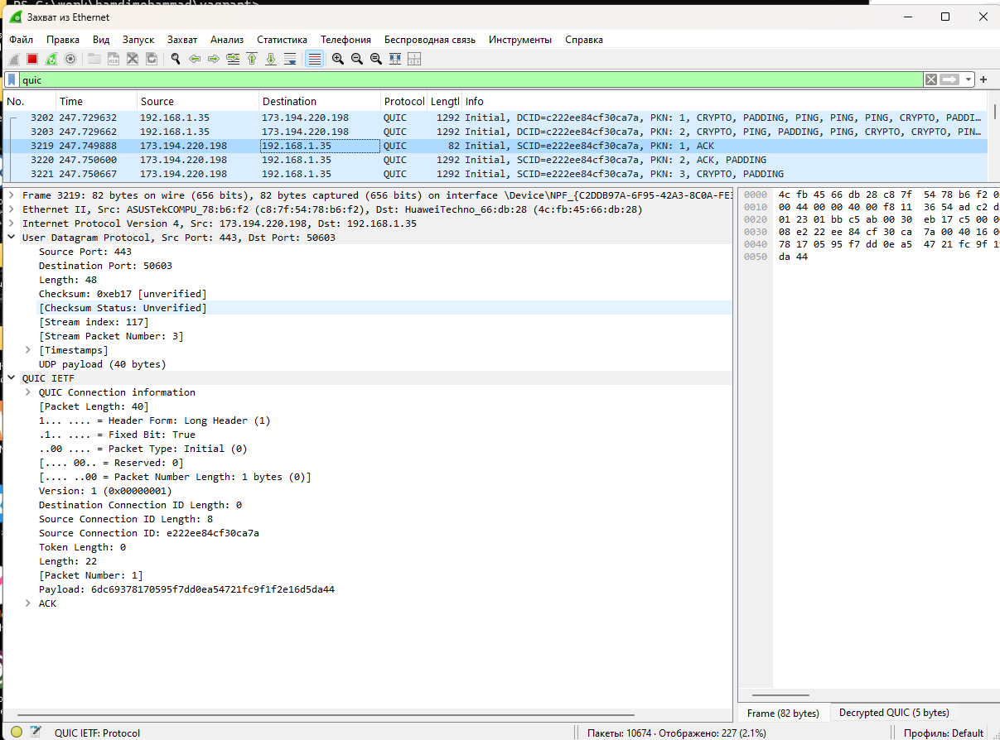 Захват из Ethernet
Файл Правка Вид Запуск Захват Анализ Статистика Телефония Беспроводная связь Инструменты Справка
quic
No. Time Source Destination Protocol Lengtl Info
3202 247.729632 192.168.1.35 173.194.220.198 QUIC 1292 Initial, DCID=c222ee84cf30ca7a, PKN: 1, CRYPTO, PADDING, PING, PING, PING, CRYPTO, PADDI…
3203 247.729662 192.168.1.35 173.194.220.198 QUIC 1292 Initial, DCID=c222ee84cf30ca7a, PKN: 2, CRYPTO, PING, PADDING, PING, CRYPTO, CRYPTO, PIN…
3219 247.749888 173.194.220.198 192.168.1.35 QUIC 82 Initial, SCID=e222ee84cf30ca7a, PKN: 1, ACK
3220 247.750600 173.194.220.198 192.168.1.35 QUIC 1292 Initial, SCID=e222ee84cf30ca7a, PKN: 2, ACK, PADDING
3221 247.750667 173.194.220.198 192.168.1.35 QUIC 1292 Initial, SCID=e222ee84cf30ca7a, PKN: 3, CRYPTO, PADDING
Frame 3219: 82 bytes on wire (656 bits), 82 bytes captured (656 bits) on interface \Device\NPF_{C2DDB97A-6F95-42A3-8C0A-FE
Ethernet II, Src: ASUSTekCOMPU_78:b6:f2 (c8:7f:54:78:b6:f2), Dst: HuaweiTechno_66:db:28 (4c:fb:45:66:db:28)
Internet Protocol Version 4, Src: 173.194.220.198, Dst: 192.168.1.35
User Datagram Protocol, Src Port: 443, Dst Port: 50603
Source Port: 443
Destination Port: 50603
Length: 48
Checksum: 0xeb17 [unverified]
[Checksum Status: Unverified]
[Stream index: 117]
[Stream Packet Number: 3]
[Timestamps]
UDP payload (40 bytes)
QUIC IETF
QUIC Connection information
[Packet Length: 40]
1... .... = Header Form: Long Header (1)
.1.. .... = Fixed Bit: True
..00 .... = Packet Type: Initial (0)
[.... 00.. = Reserved: 0]
[.... ..00 = Packet Number Length: 1 bytes (0)]
Version: 1 (0x00000001)
Destination Connection ID Length: 0
Source Connection ID Length: 8
Source Connection ID: e222ee84cf30ca7a
Token Length: 0
Length: 22
[Packet Number: 1]
Payload: 6dc69378170595f7dd0ea54721fc9f1f2e16d5da44
ACK
0000 4c fb 45 66 db 28 c8 7f 54 78 b6 f2 0
0010 00 44 00 00 40 00 f8 11 36 54 ad c2 d
0020 01 23 01 bb c5 ab 00 30 eb 17 c5 00 0
0030 08 e2 22 ee 84 cf 30 ca 7a 00 40 16 0
0040 78 17 05 95 f7 dd 0e a5 47 21 fc 9f 1
0050 da 44
Frame (82 bytes) Decrypted QUIC (5 bytes)
QUIC IETF: Protocol Пакеты: 10674 · Отображено: 227 (2.1%) Профиль: Default